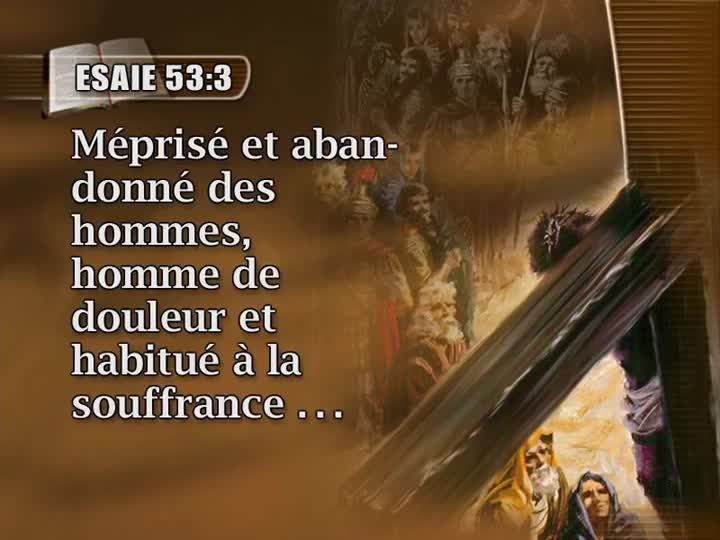 ESAIE 53:3
Méprisé et aban-
donné des
hommes,
homme de
douleur et
habitué à la
souffrance . . .